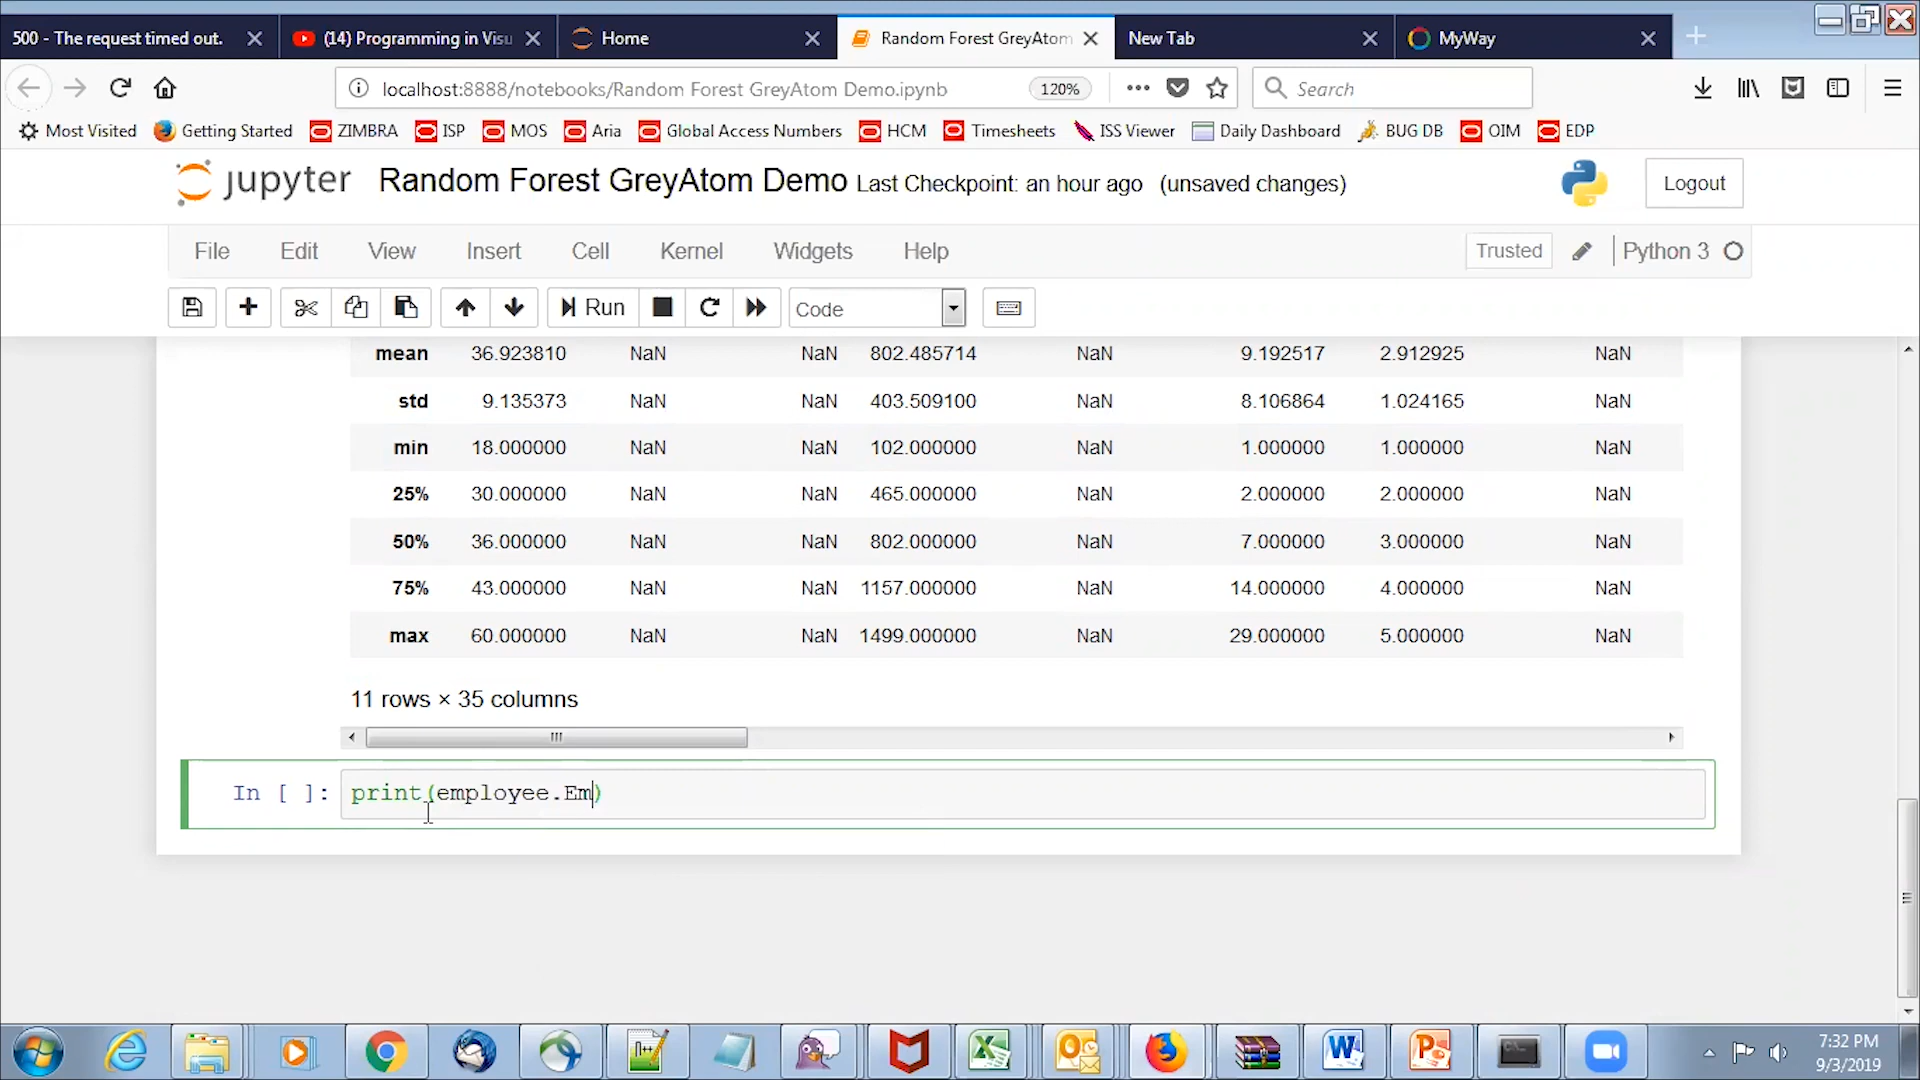 500 - The request timed out.
(14) Programming in Visu
Home
Random Forest GreyAtom
New Tab
MyWay
localhost:8888/notebooks/Random Forest GreyAtom Demo.ipynb
120%
Search
Most Visited
Getting Started
ZIMBRA
ISP
MOS
Aria
Global Access Numbers
HCM
Timesheets
ISS Viewer
Daily Dashboard
BUG DB
OIM
EDP
jupyter Random Forest GreyAtom Demo Last Checkpoint: an hour ago (unsaved changes)
Logout
File Edit View Insert Cell Kernel Widgets Help
Trusted
Python 3
Run
Code
mean 36.923810 NaN NaN 802.485714 NaN 9.192517 2.912925 NaN
std 9.135373 NaN NaN 403.509100 NaN 8.106864 1.024165 NaN
min 18.000000 NaN NaN 102.000000 NaN 1.000000 1.000000 NaN
25% 30.000000 NaN NaN 465.000000 NaN 2.000000 2.000000 NaN
50% 36.000000 NaN NaN 802.000000 NaN 7.000000 3.000000 NaN
75% 43.000000 NaN NaN 1157.000000 NaN 14.000000 4.000000 NaN
max 60.000000 NaN NaN 1499.000000 NaN 29.000000 5.000000 NaN
11 rows × 35 columns
In [ ]: print(employee.Em)
7:32 PM
9/3/2019